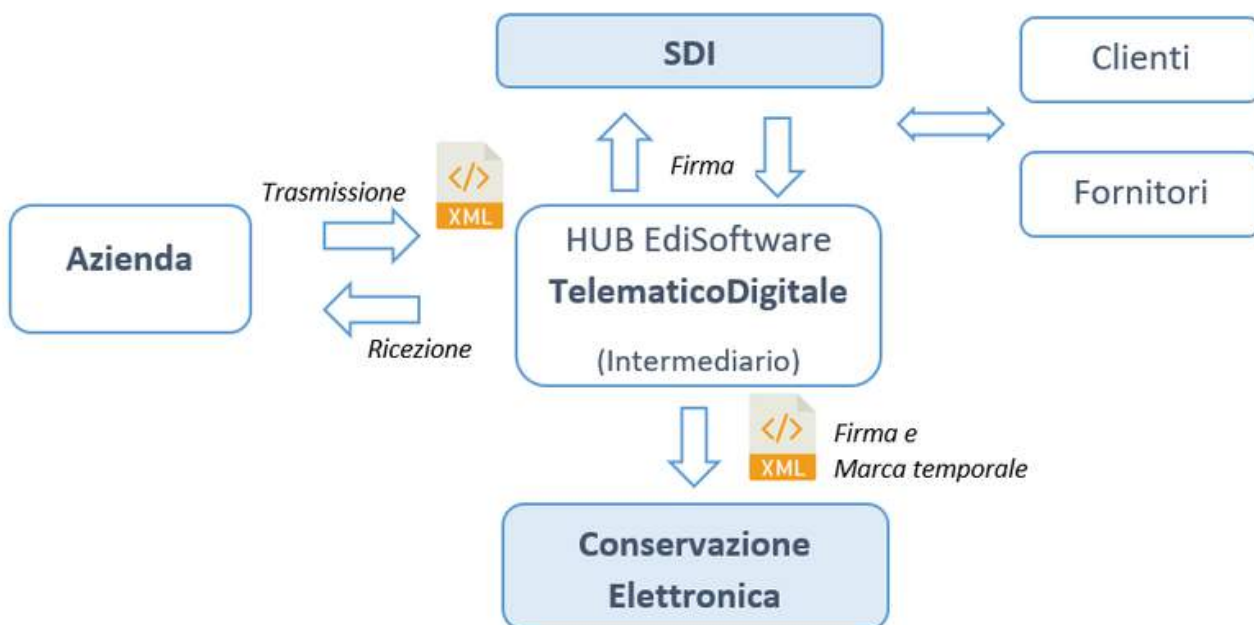 SDI
Clienti
Fornitori
Firma
Trasmissione
</>
XML
Azienda
HUB EdiSoftware
TelematicoDigitale
(Intermediario)
Ricezione
</>
XML
Firma e
Marca temporale
Conservazione
Elettronica